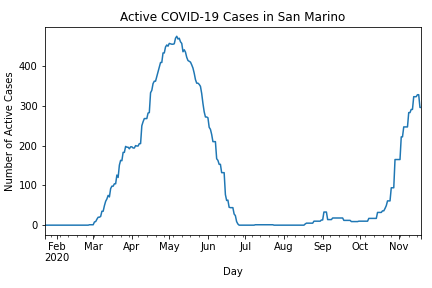 Active COVID-19 Cases in San Marino
Number of Active Cases
400
300
200
100
0
Feb Mar Apr May Jun Jul Aug Sep Oct Nov
2020
Day